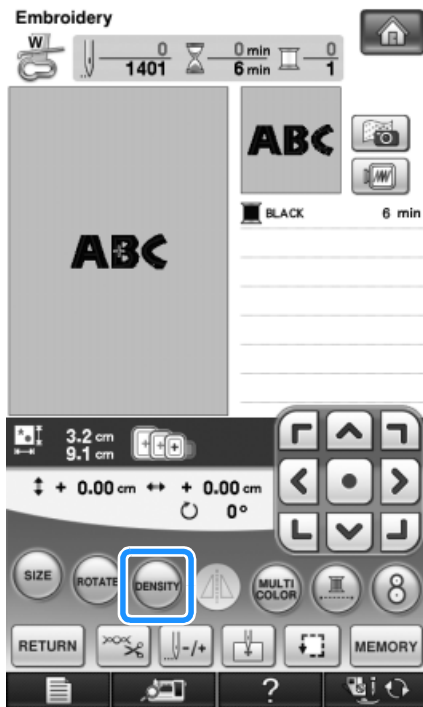 Embroidery
W
0 0 min 0
1401 6 min 1
ABC
ABC
BLACK 6 min
3.2 cm
9.1 cm
+ 0.00 cm + 0.00 cm
0°
SIZE ROTATE DENSITY MULTI COLOR 8
RETURN -/+ MEMORY
?